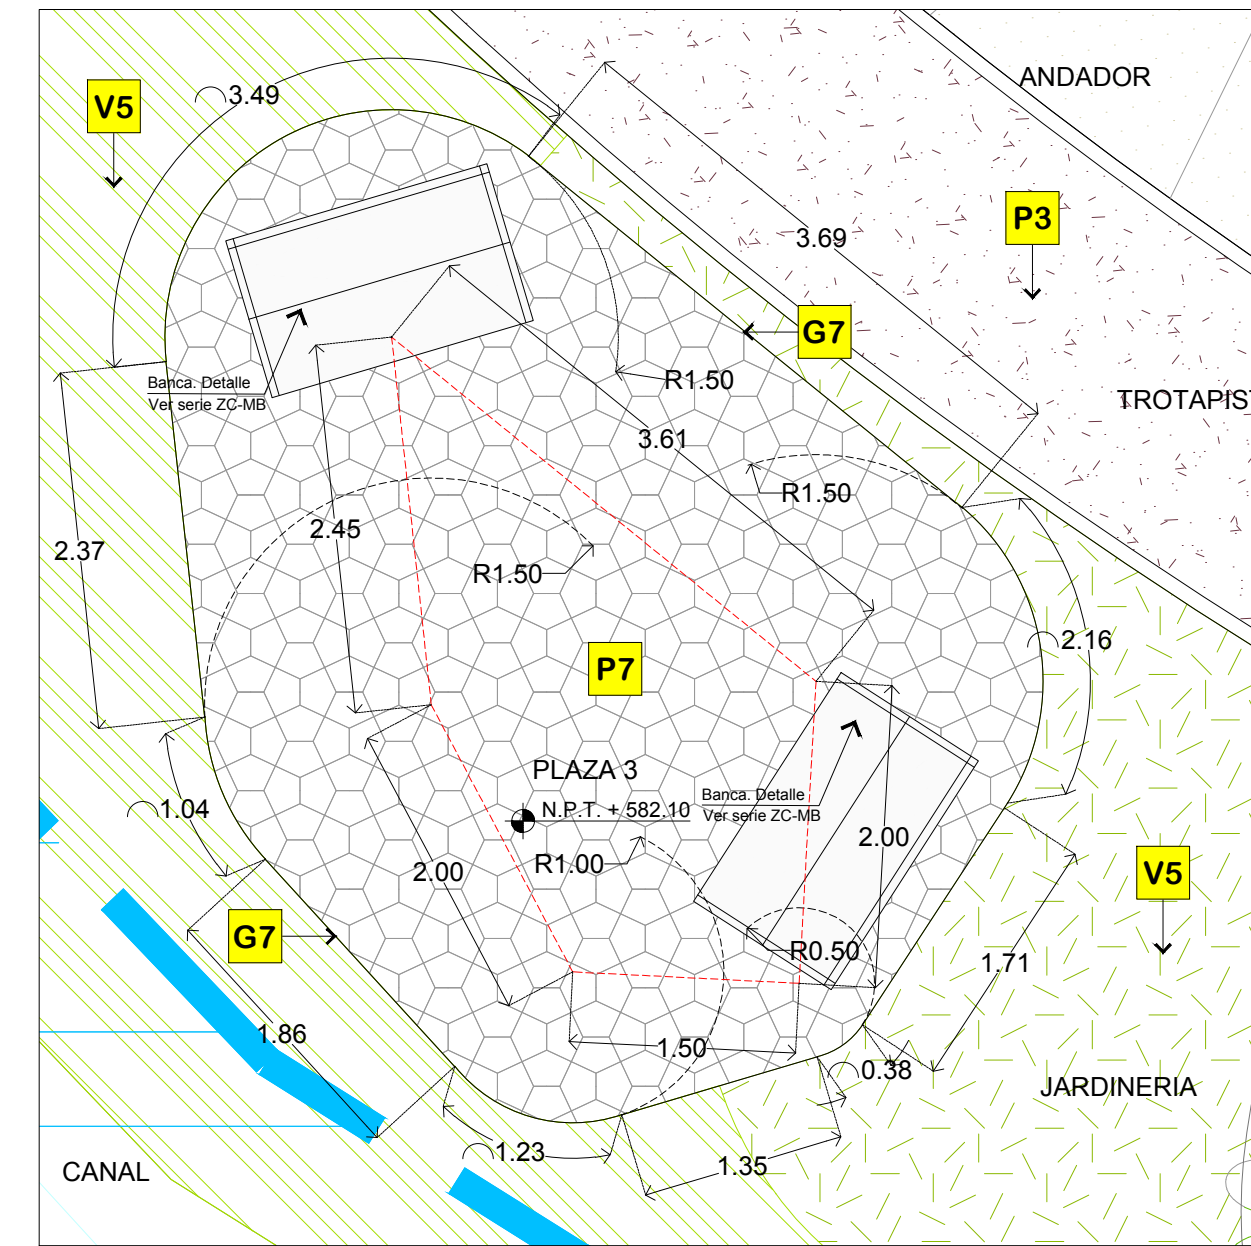 ANDADOR
V5
3.49
P3
3.69
G7
R1.50
Banca. Detalle
Ver serie ZC-MB
3.61
R1.50
2.45
2.37
R1.50
P7
2.16
PLAZA 3
N.P.T. + 582.10
Banca. Detalle
Ver serie ZC-MB
1.04
2.00
R1.00
2.00
V5
G7
R0.50
1.71
1.86
1.50
0.38
JARDINERIA
1.23
1.35
CANAL